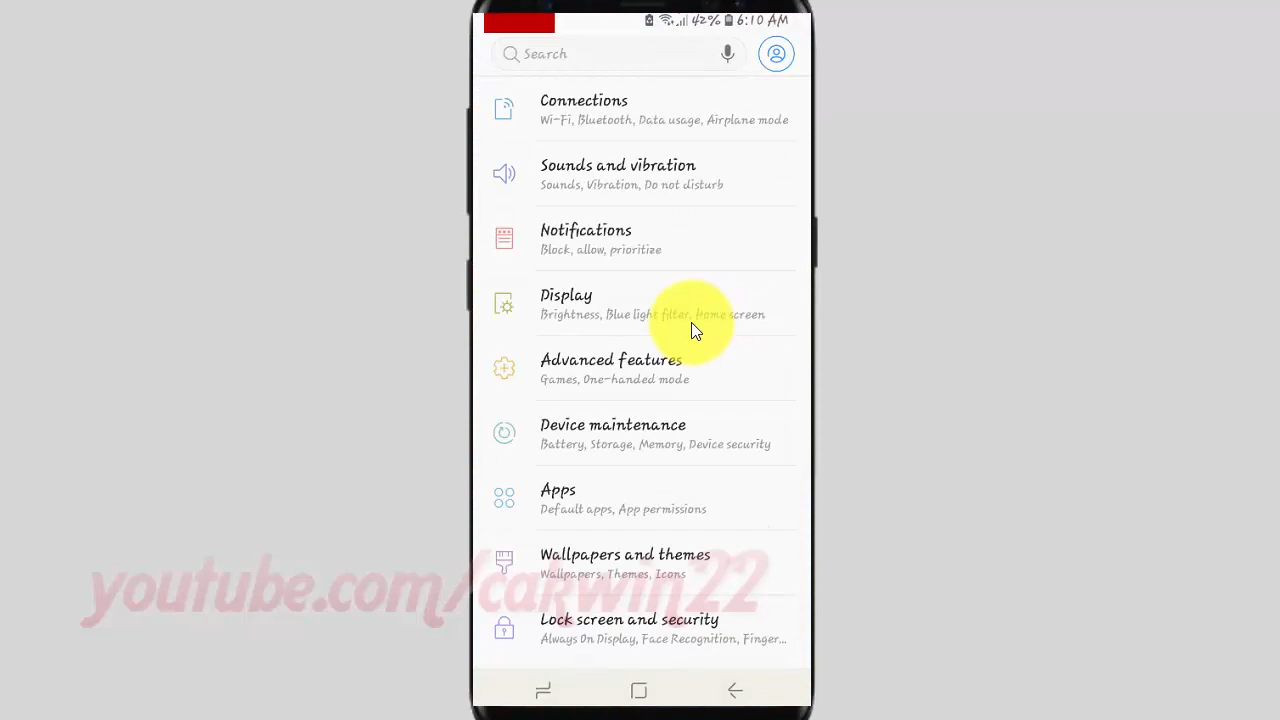 42% 6:10 AM
Search
Connections
Wi-Fi, Bluetooth, Data usage, Airplane mode
Sounds and vibration
Sounds, Vibration, Do not disturb
Notifications
Block, allow, prioritize
Display
Brightness, Blue light filter, Home screen
Advanced features
Games, One-handed mode
Device maintenance
Battery, Storage, Memory, Device security
Apps
Default apps, App permissions
Wallpapers and themes
Wallpapers, Themes, Icons
youtube.com/cakwin22
Lock screen and security
Always On Display, Face Recognition, Finger...